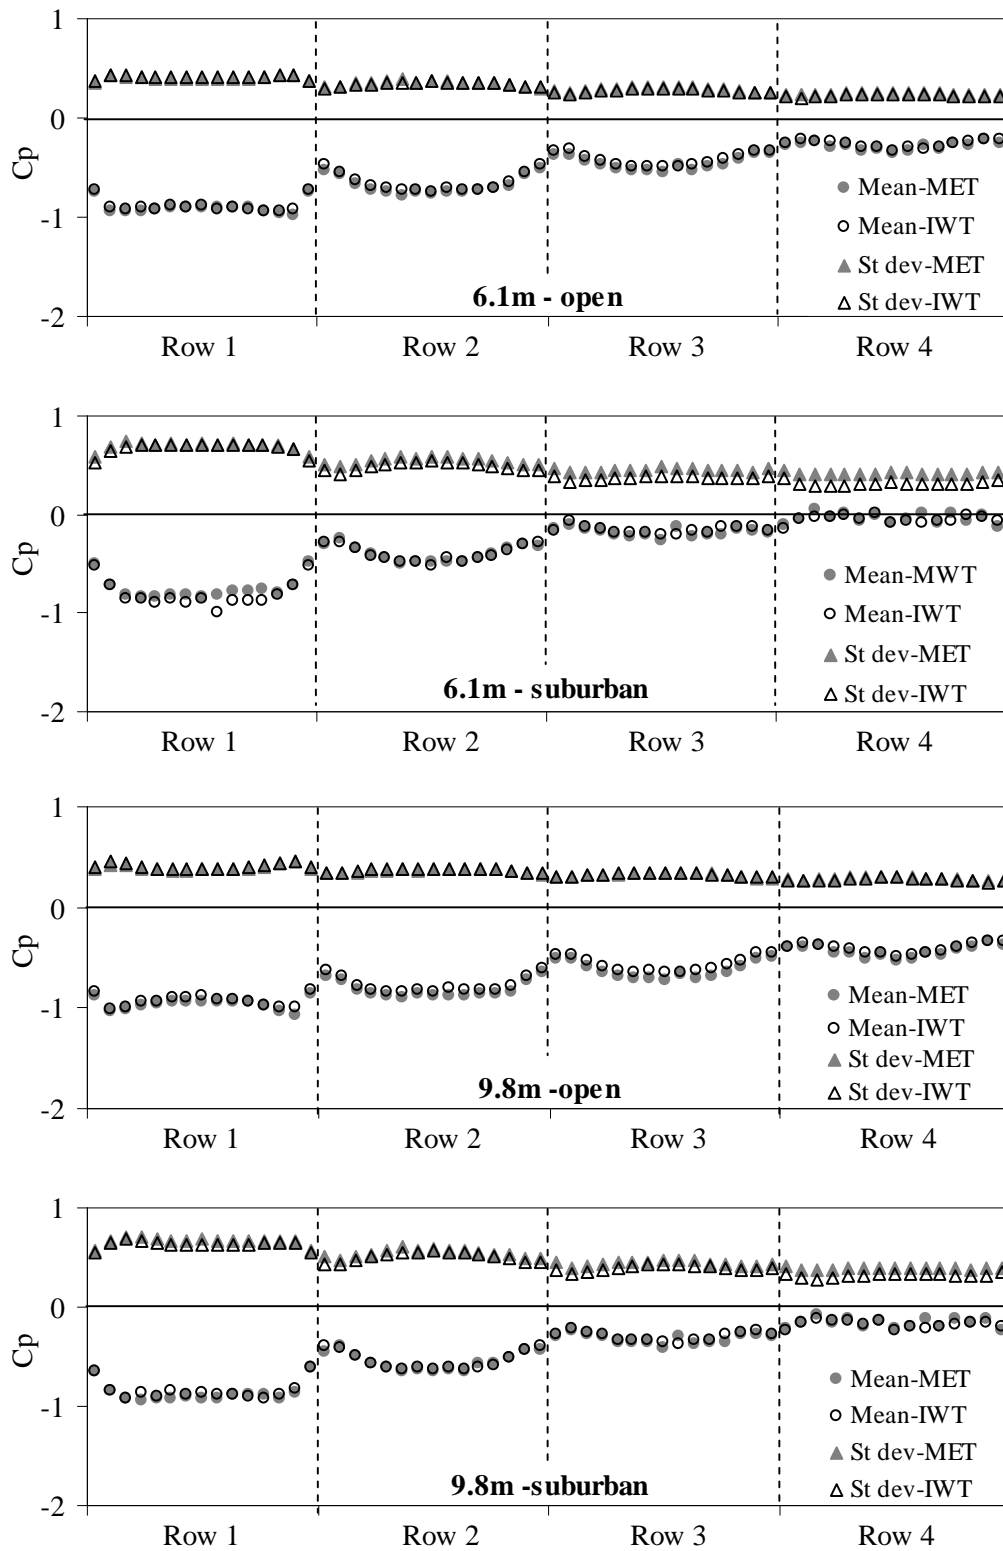 1
0
-1
-2
Cp
Mean-MET
Mean-IWT
St dev-MET
St dev-IWT
6.1m - open
Row 1 Row 2 Row 3 Row 4
1
0
-1
-2
Cp
Mean-MWT
Mean-IWT
St dev-MET
St dev-IWT
6.1m - suburban
Row 1 Row 2 Row 3 Row 4
1
0
-1
-2
Cp
Mean-MET
Mean-IWT
St dev-MET
St dev-IWT
9.8m -open
Row 1 Row 2 Row 3 Row 4
1
0
-1
-2
Cp
Mean-MET
Mean-IWT
St dev-MET
St dev-IWT
9.8m -suburban
Row 1 Row 2 Row 3 Row 4